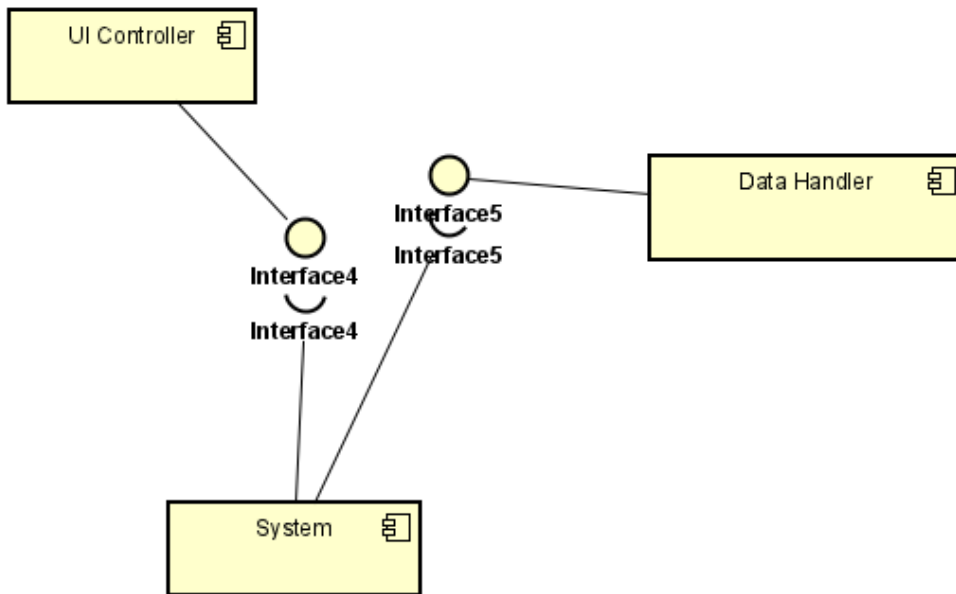 UI Controller
Data Handler
Interface5
Interface5
Interface4
Interface4
System